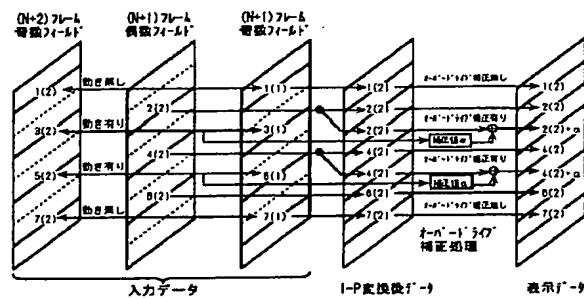 (N+2)フレーム
奇数フィールド
(N+1)フレーム
偶数フィールド
(N+1)フレーム
奇数フィールド
1(2)
動き無し
1(1)
1(2)
オーバードライブ補正無し
1(2)
2(2)
2(2)
2(2)
3(2)
動き有り
3(1)
2(2)
オーバードライブ補正有り
補正値α
2(2)+α
4(2)
4(2)
4(2)
5(2)
動き有り
4(2)
オーバードライブ補正有り
補正値α
4(2)+α
6(2)
6(2)
6(2)
7(2)
動き無し
7(1)
7(2)
オーバードライブ補正無し
7(2)
入力データ
I-P変換後データ
オーバードライブ
補正処理
表示データ